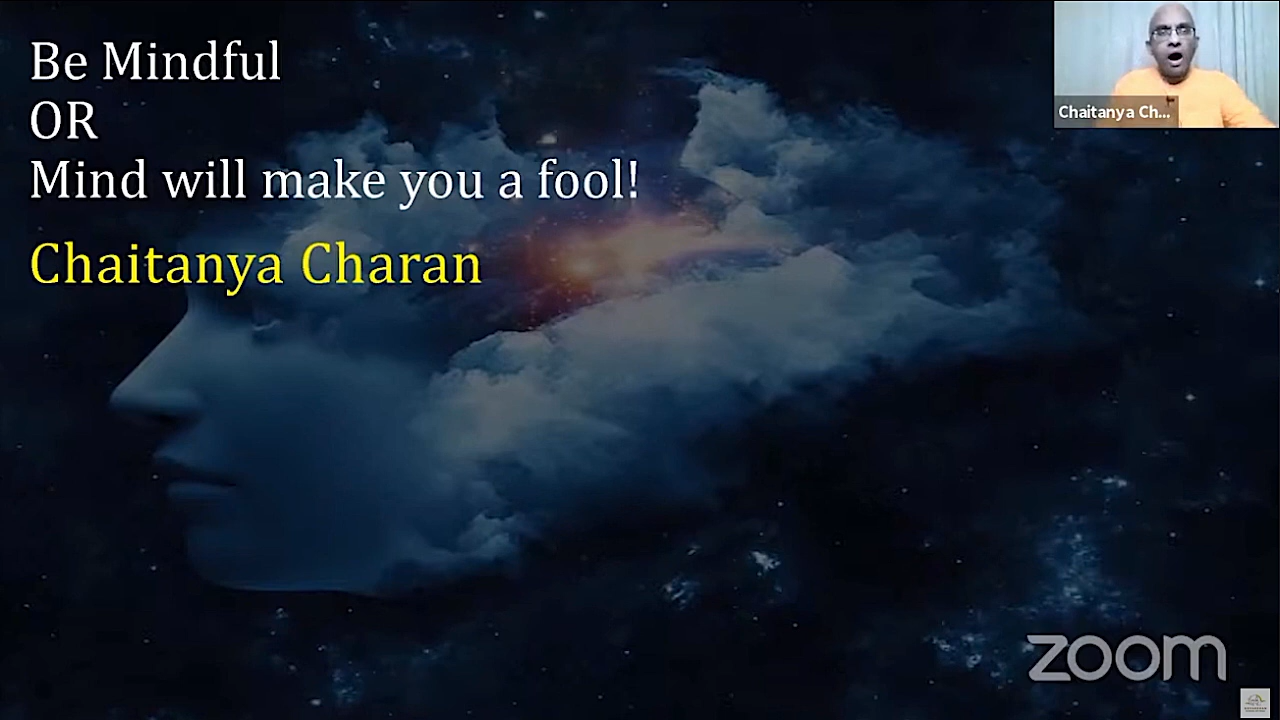 Be Mindful
OR
Mind will make you a fool!
Chaitanya Charan
Chaitanya Ch...
zoom